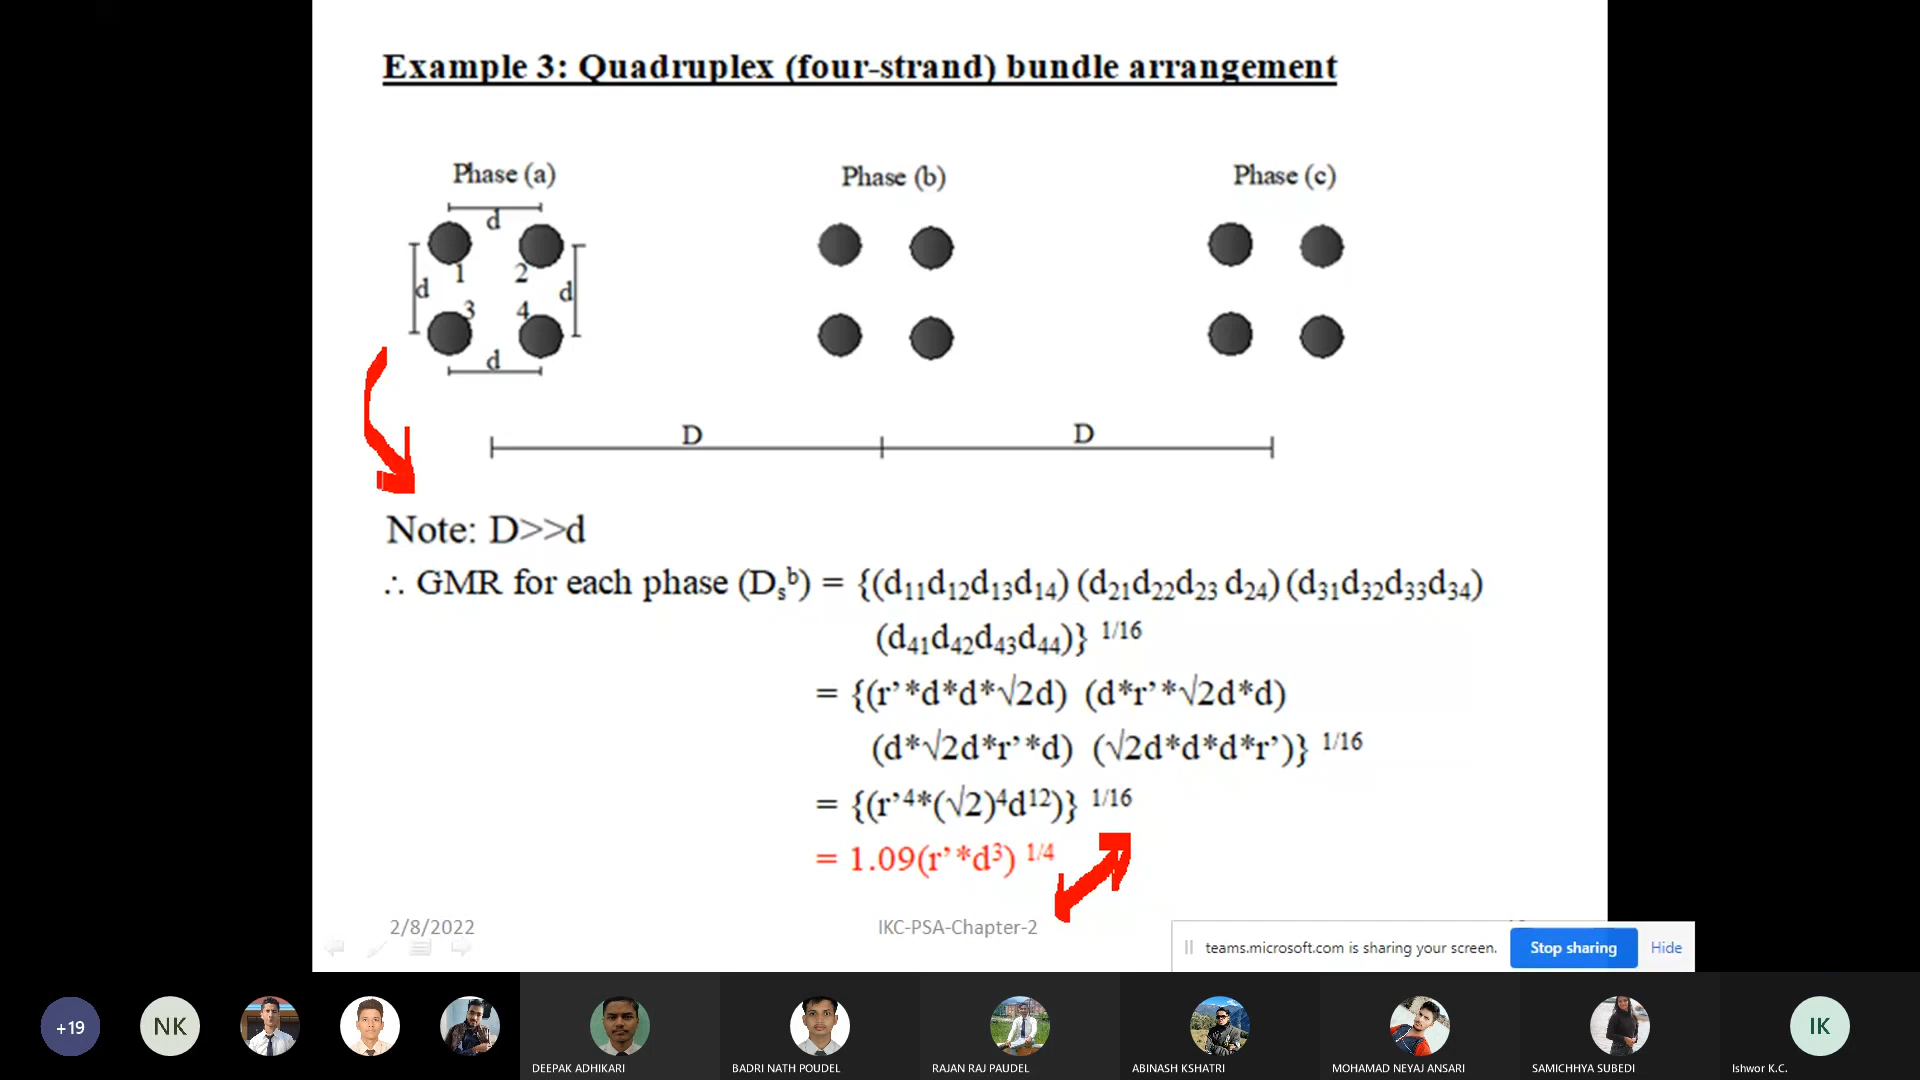 Example 3: Quadruplex (four-strand) bundle arrangement
Phase (a)
Phase (b)
Phase (c)
d
1 2
d d
3 4
d
D D
Note: D>>d
∴ GMR for each phase (Dₛᵇ) = {(d₁₁d₁₂d₁₃d₁₄) (d₂₁d₂₂d₂₃ d₂₄) (d₃₁d₃₂d₃₃d₃₄)
(d₄₁d₄₂d₄₃d₄₄)} 1/16
= {(r’*d*d*√2d) (d*r’*√2d*d)
(d*√2d*r’*d) (√2d*d*d*r’)} 1/16
= {(r’⁴*(√2)⁴d¹²)} 1/16
= 1.09(r’*d³) 1/4
2/8/2022
IKC-PSA-Chapter-2
teams.microsoft.com is sharing your screen.
Stop sharing
Hide
+19
NK
IK
DEEPAK ADHIKARI
BADRI NATH POUDEL
RAJAN RAJ PAUDEL
ABINASH KSHATRI
MOHAMAD NEYAJ ANSARI
SAMICHHYA SUBEDI
Ishwor K.C.